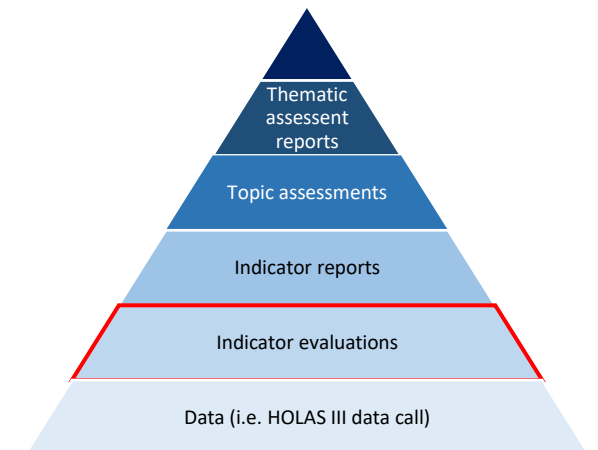 Thematic
assessent
reports
Topic assessments
Indicator reports
Indicator evaluations
Data (i.e. HOLAS III data call)